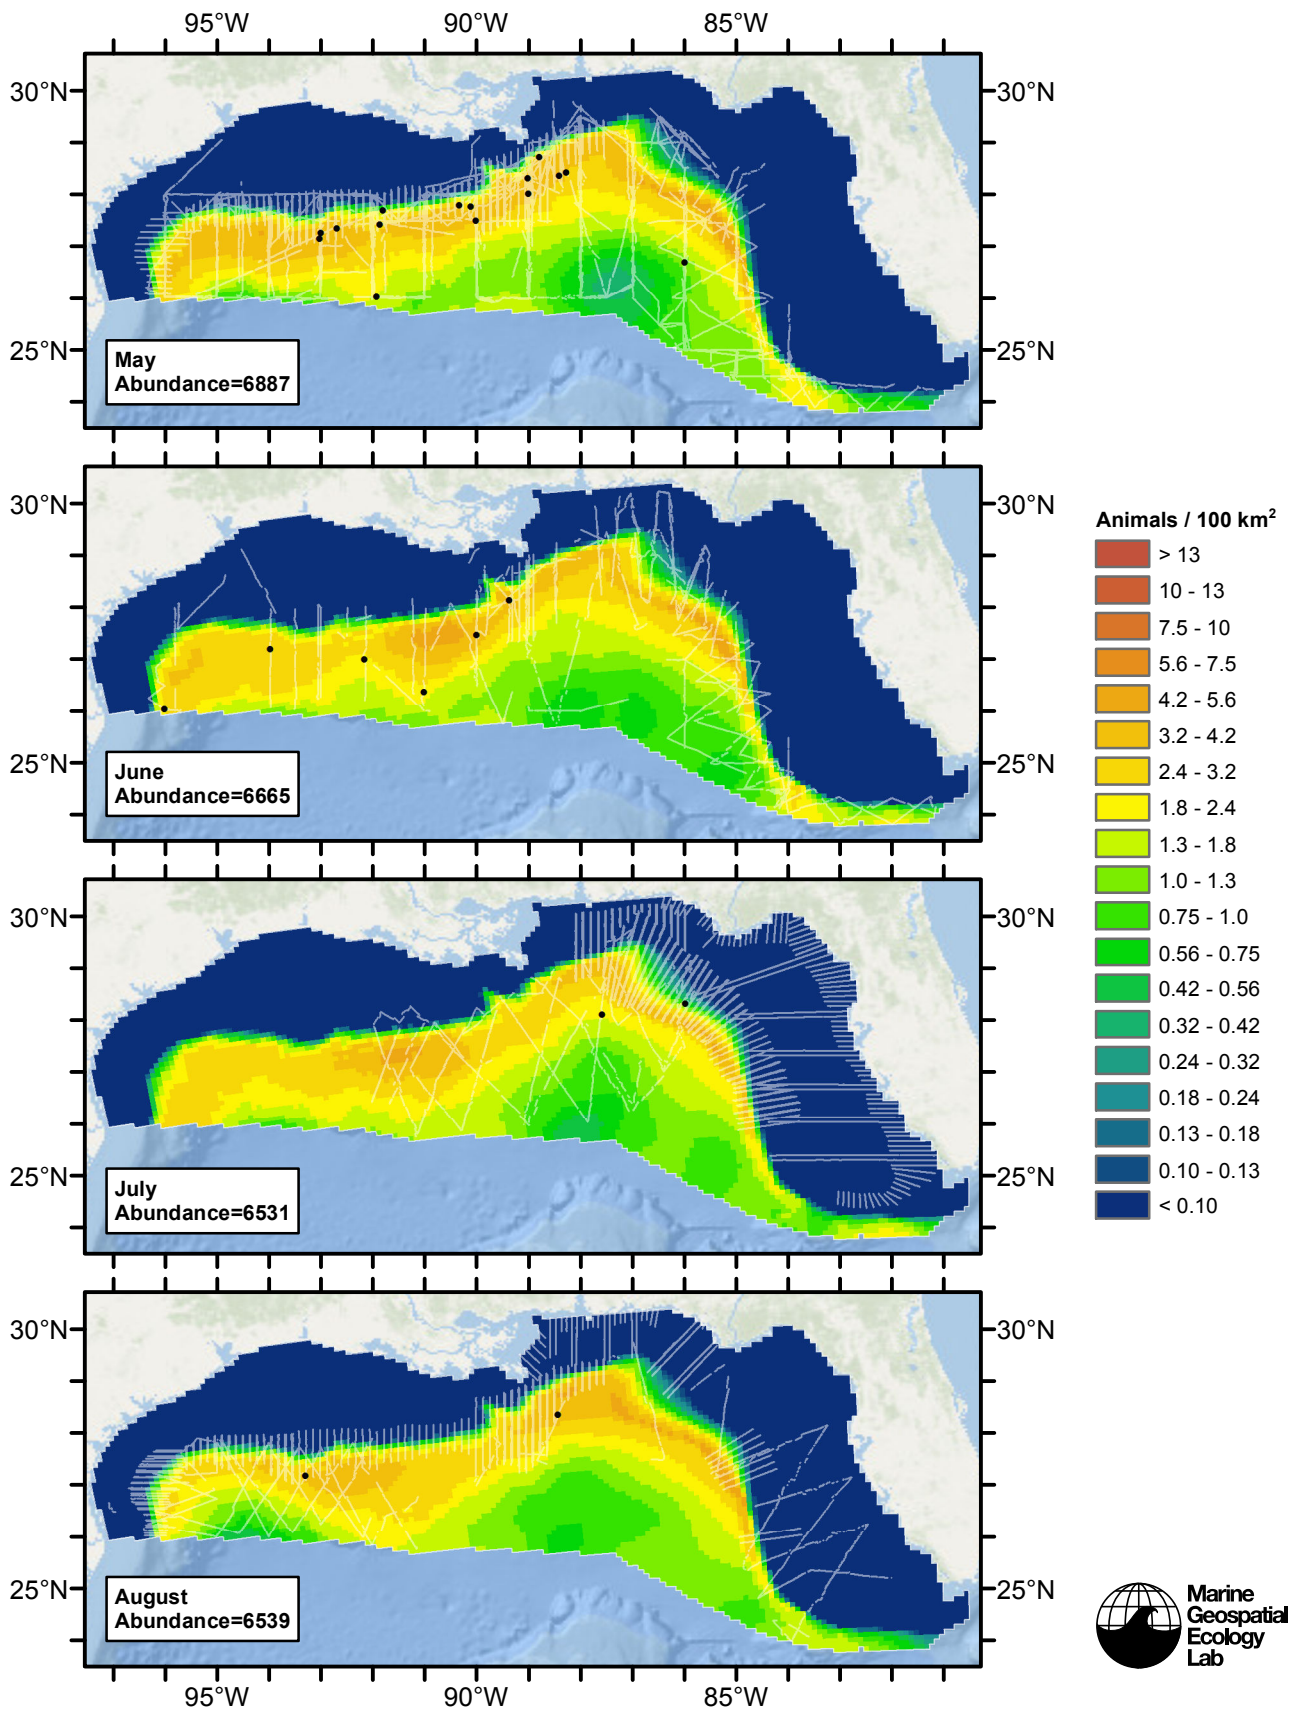 95°W 90°W 85°W
30°N 30°N
25°N 25°N
May
Abundance=6887
30°N 30°N
25°N 25°N
June
Abundance=6665
Animals / 100 km²
> 13
10 - 13
7.5 - 10
5.6 - 7.5
4.2 - 5.6
3.2 - 4.2
2.4 - 3.2
1.8 - 2.4
1.3 - 1.8
1.0 - 1.3
0.75 - 1.0
0.56 - 0.75
0.42 - 0.56
0.32 - 0.42
0.24 - 0.32
0.18 - 0.24
0.13 - 0.18
0.10 - 0.13
< 0.10
30°N 30°N
25°N 25°N
July
Abundance=6531
30°N 30°N
25°N 25°N
August
Abundance=6539
95°W 90°W 85°W
Marine
Geospatial
Ecology
Lab